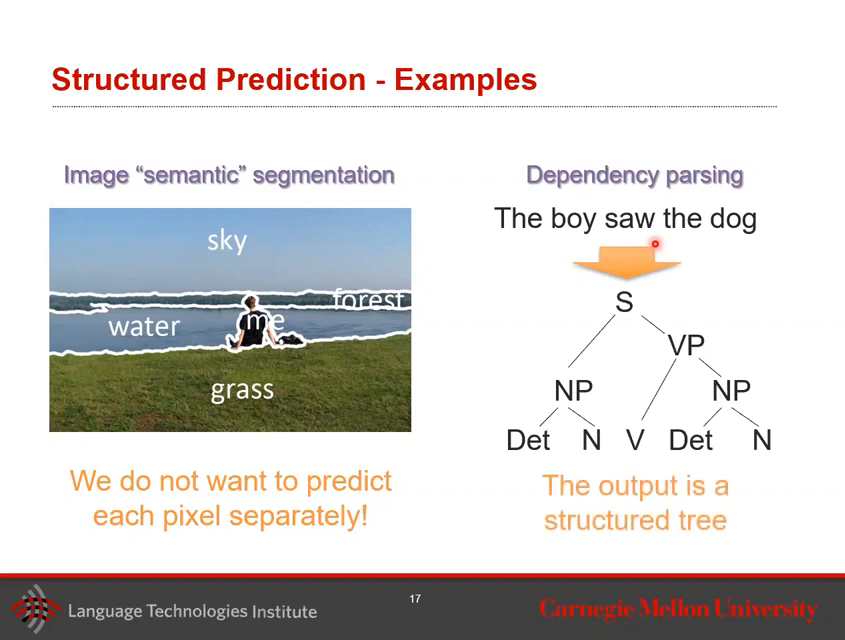 Structured Prediction - Examples
Image “semantic” segmentation
sky
forest
water
me
grass
We do not want to predict
each pixel separately!
Dependency parsing
The boy saw the dog
S
VP
NP NP
Det N V Det N
The output is a
structured tree
Language Technologies Institute
17
Carnegie Mellon University